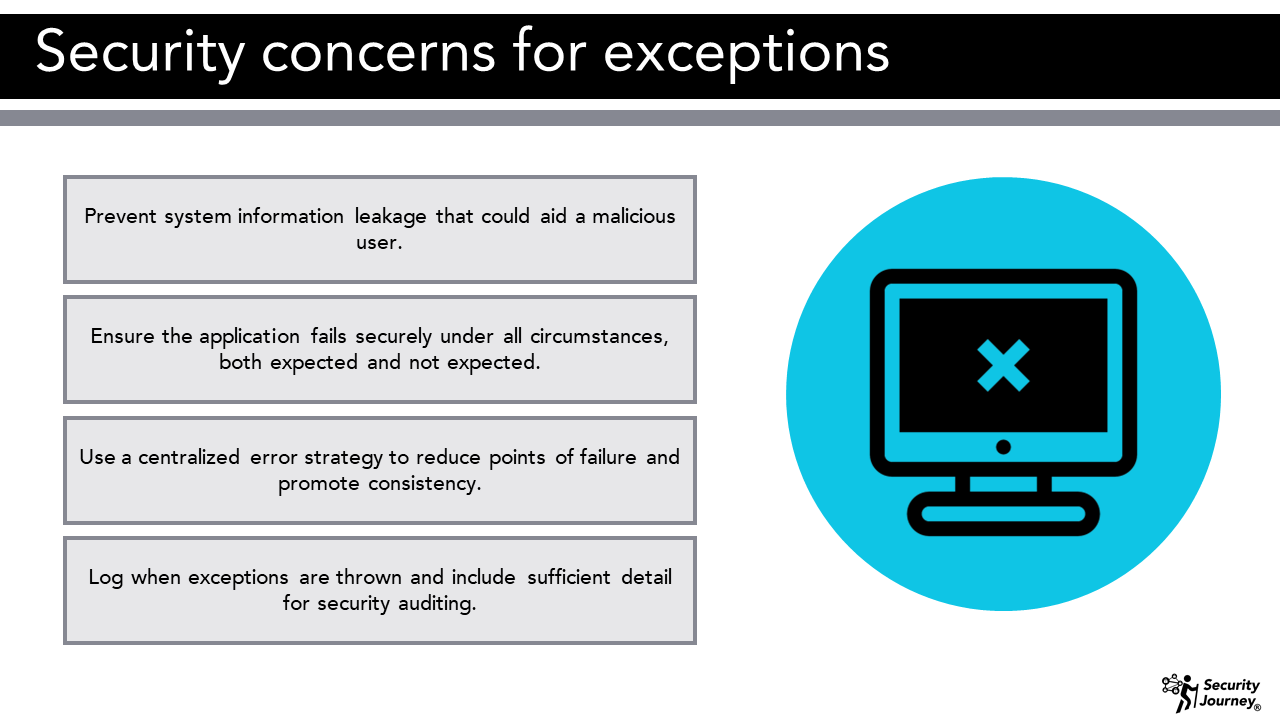 Security concerns for exceptions
Prevent system information leakage that could aid a malicious
user.
Ensure the application fails securely under all circumstances,
both expected and not expected.
Use a centralized error strategy to reduce points of failure and
promote consistency.
Log when exceptions are thrown and include sufficient detail
for security auditing.
Security
Journey®